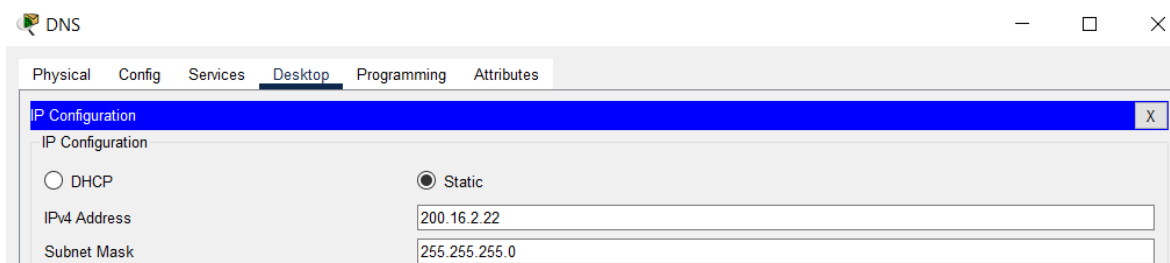 DNS
Physical Config Services Desktop Programming Attributes
IP Configuration X
IP Configuration
DHCP Static
IPv4 Address 200.16.2.22
Subnet Mask 255.255.255.0